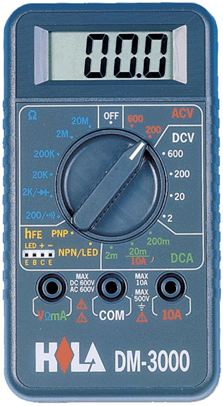 00.0
Ω
20M
OFF
600
ACV
2M
200
DCV
200K
600
20K
200
2K/
20
200/
2
hFE
PNP
LED + −
E B C E
NPN/LED
2m
20m
10A/
200m
DCA
MAX
DC 600V
AC 600V
MAX
10A
MAX
500V
VΩmA
COM
10A
HILA DM-3000